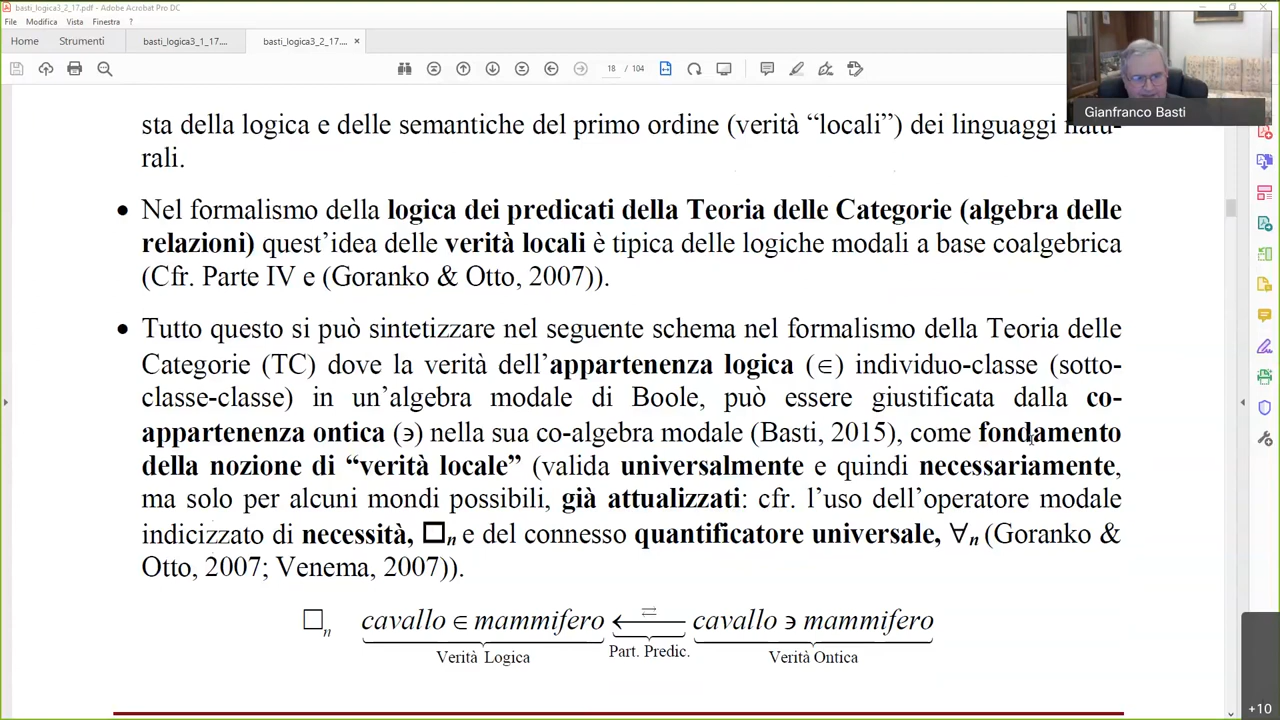 basti_logica3_2_17.pdf - Adobe Acrobat Pro DC
File Modifica Vista Finestra ?
Home Strumenti basti_logica3_1_17.... basti_logica3_2_17.... ×
18 / 104
Gianfranco Basti
sta della logica e delle semantiche del primo ordine (verità “locali”) dei linguaggi natu-
rali.
• Nel formalismo della logica dei predicati della Teoria delle Categorie (algebra delle
relazioni) quest’idea delle verità locali è tipica delle logiche modali a base coalgebrica
(Cfr. Parte IV e (Goranko & Otto, 2007)).
• Tutto questo si può sintetizzare nel seguente schema nel formalismo della Teoria delle
Categorie (TC) dove la verità dell’appartenenza logica (∈) individuo-classe (sotto-
classe-classe) in un’algebra modale di Boole, può essere giustificata dalla co-
appartenenza ontica (∍) nella sua co-algebra modale (Basti, 2015), come fondamento
della nozione di “verità locale” (valida universalmente e quindi necessariamente,
ma solo per alcuni mondi possibili, già attualizzati: cfr. l’uso dell’operatore modale
indicizzato di necessità, □n e del connesso quantificatore universale, ∀n (Goranko &
Otto, 2007; Venema, 2007)).
□n cavallo ∈ mammifero ⇄ ← cavallo ∍ mammifero
Verità Logica Part. Predic. Verità Ontica
+10